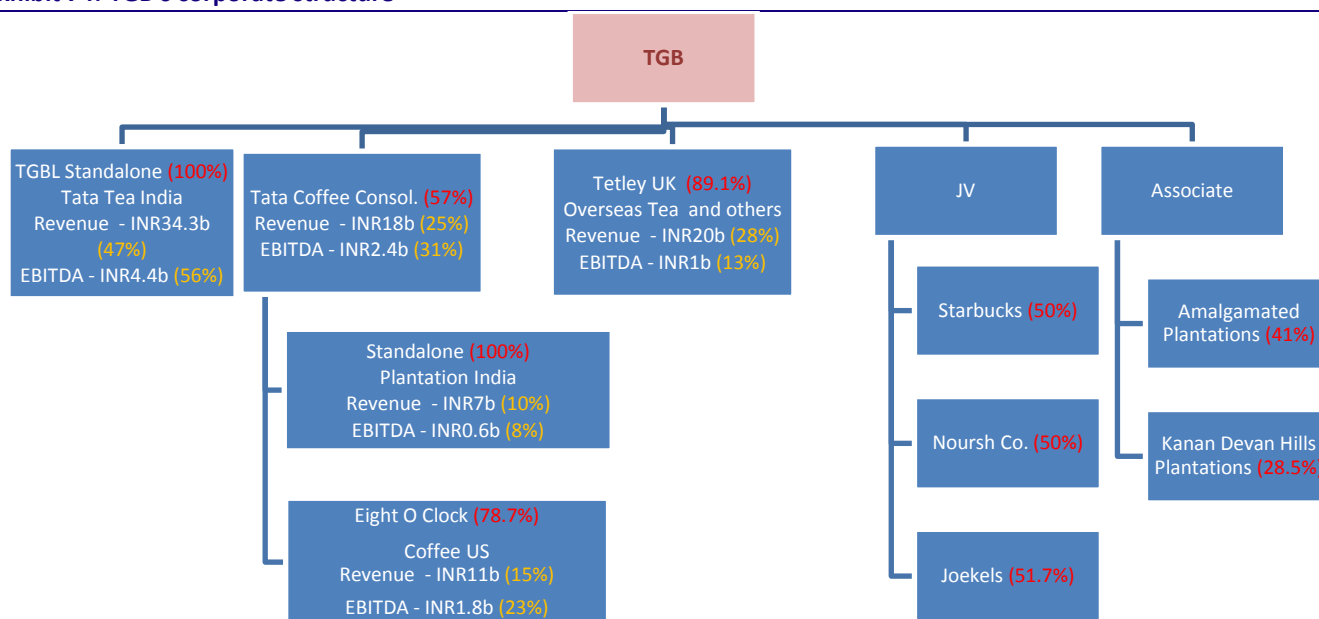 TGB
TGBL Standalone (100%)
Tata Tea India
Revenue - INR34.3b
(47%)
EBITDA - INR4.4b (56%)
Tata Coffee Consol. (57%)
Revenue - INR18b (25%)
EBITDA - INR2.4b (31%)
Tetley UK (89.1%)
Overseas Tea and others
Revenue - INR20b (28%)
EBITDA - INR1b (13%)
JV
Associate
Standalone (100%)
Plantation India
Revenue - INR7b (10%)
EBITDA - INR0.6b (8%)
Eight O Clock (78.7%)
Coffee US
Revenue - INR11b (15%)
EBITDA - INR1.8b (23%)
Starbucks (50%)
Noursh Co. (50%)
Joekels (51.7%)
Amalgamated
Plantations (41%)
Kanan Devan Hills
Plantations (28.5%)